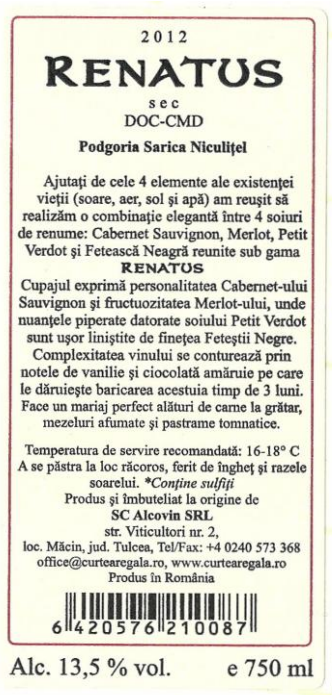 2012
RENATUS
sec
DOC-CMD
Podgoria Sarica Niculițel
Ajutați de cele 4 elemente ale existenței
vieții (soare, aer, sol și apă) am reușit să
realizăm o combinație elegantă între 4 soiuri
de renume: Cabernet Sauvignon, Merlot, Petit
Verdot și Fetească Neagră reunite sub gama
RENATUS
Cupajul exprimă personalitatea Cabernet-ului
Sauvignon și fructuozitatea Merlot-ului, unde
nuanțele piperate datorate soiului Petit Verdot
sunt ușor liniștite de finețea Feteștii Negre.
Complexitatea vinului se conturează prin
notele de vanilie și ciocolată amăruie pe care
le dăruiește baricarea acestuia timp de 3 luni.
Face un mariaj perfect alături de carne la grătar,
mezeluri afumate și pastrame tomnatice.
Temperatura de servire recomandată: 16-18° C
A se păstra la loc răcoros, ferit de îngheț și razele
soarelui. *Conține sulfiți
Produs și îmbuteliat la origine de
SC Alcovin SRL
str. Viticultori nr. 2,
loc. Măcin, jud. Tulcea, Tel/Fax: +4 0240 573 368
office@curtearegala.ro, www.curtearegala.ro
Produs în România
6 420576 210087
Alc. 13,5 % vol. e 750 ml